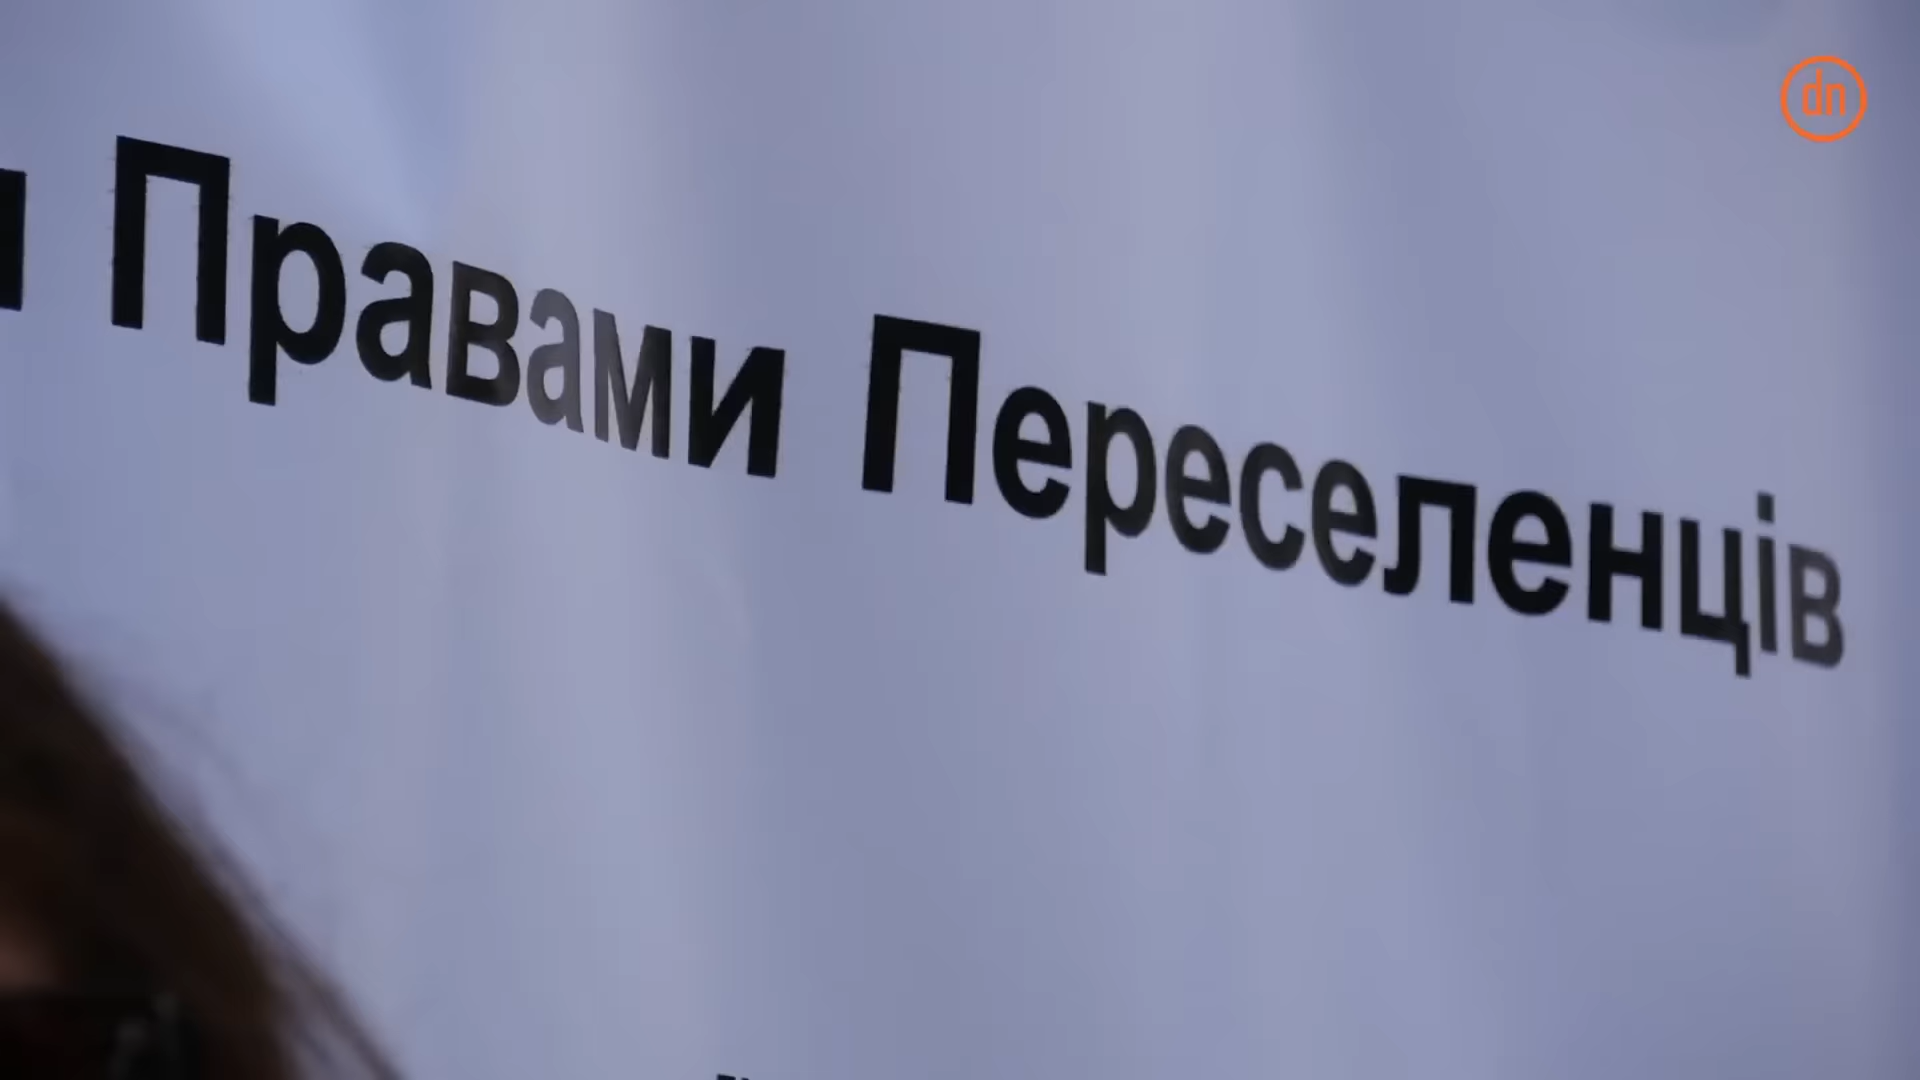 dn
Правами Переселенців